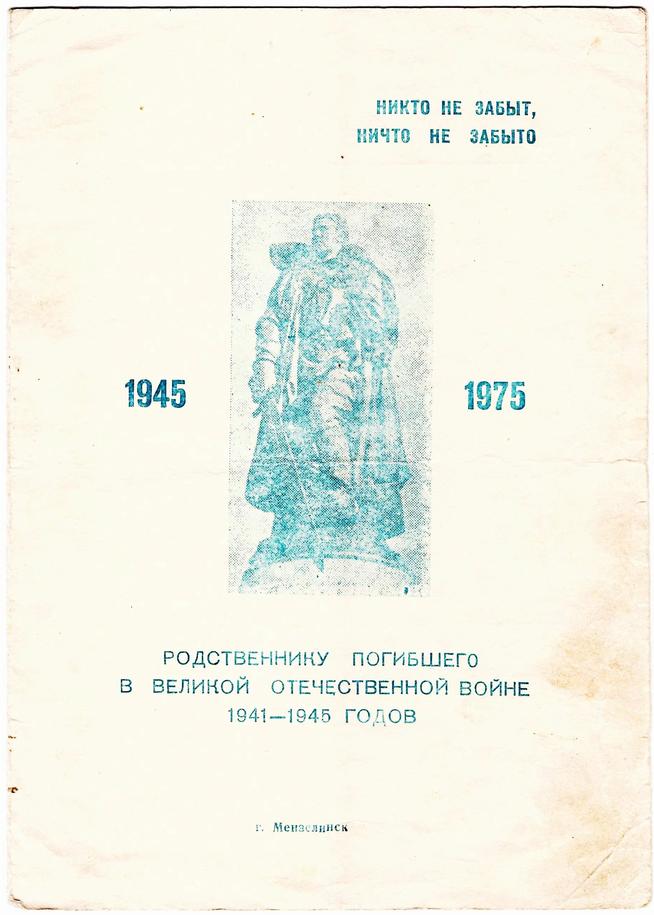 НИКТО НЕ ЗАБЫТ,
НИЧТО НЕ ЗАБЫТО
1945
1975
РОДСТВЕННИКУ ПОГИБШЕГО
В ВЕЛИКОЙ ОТЕЧЕСТВЕННОЙ ВОЙНЕ
1941—1945 ГОДОВ
г. Мензелинск